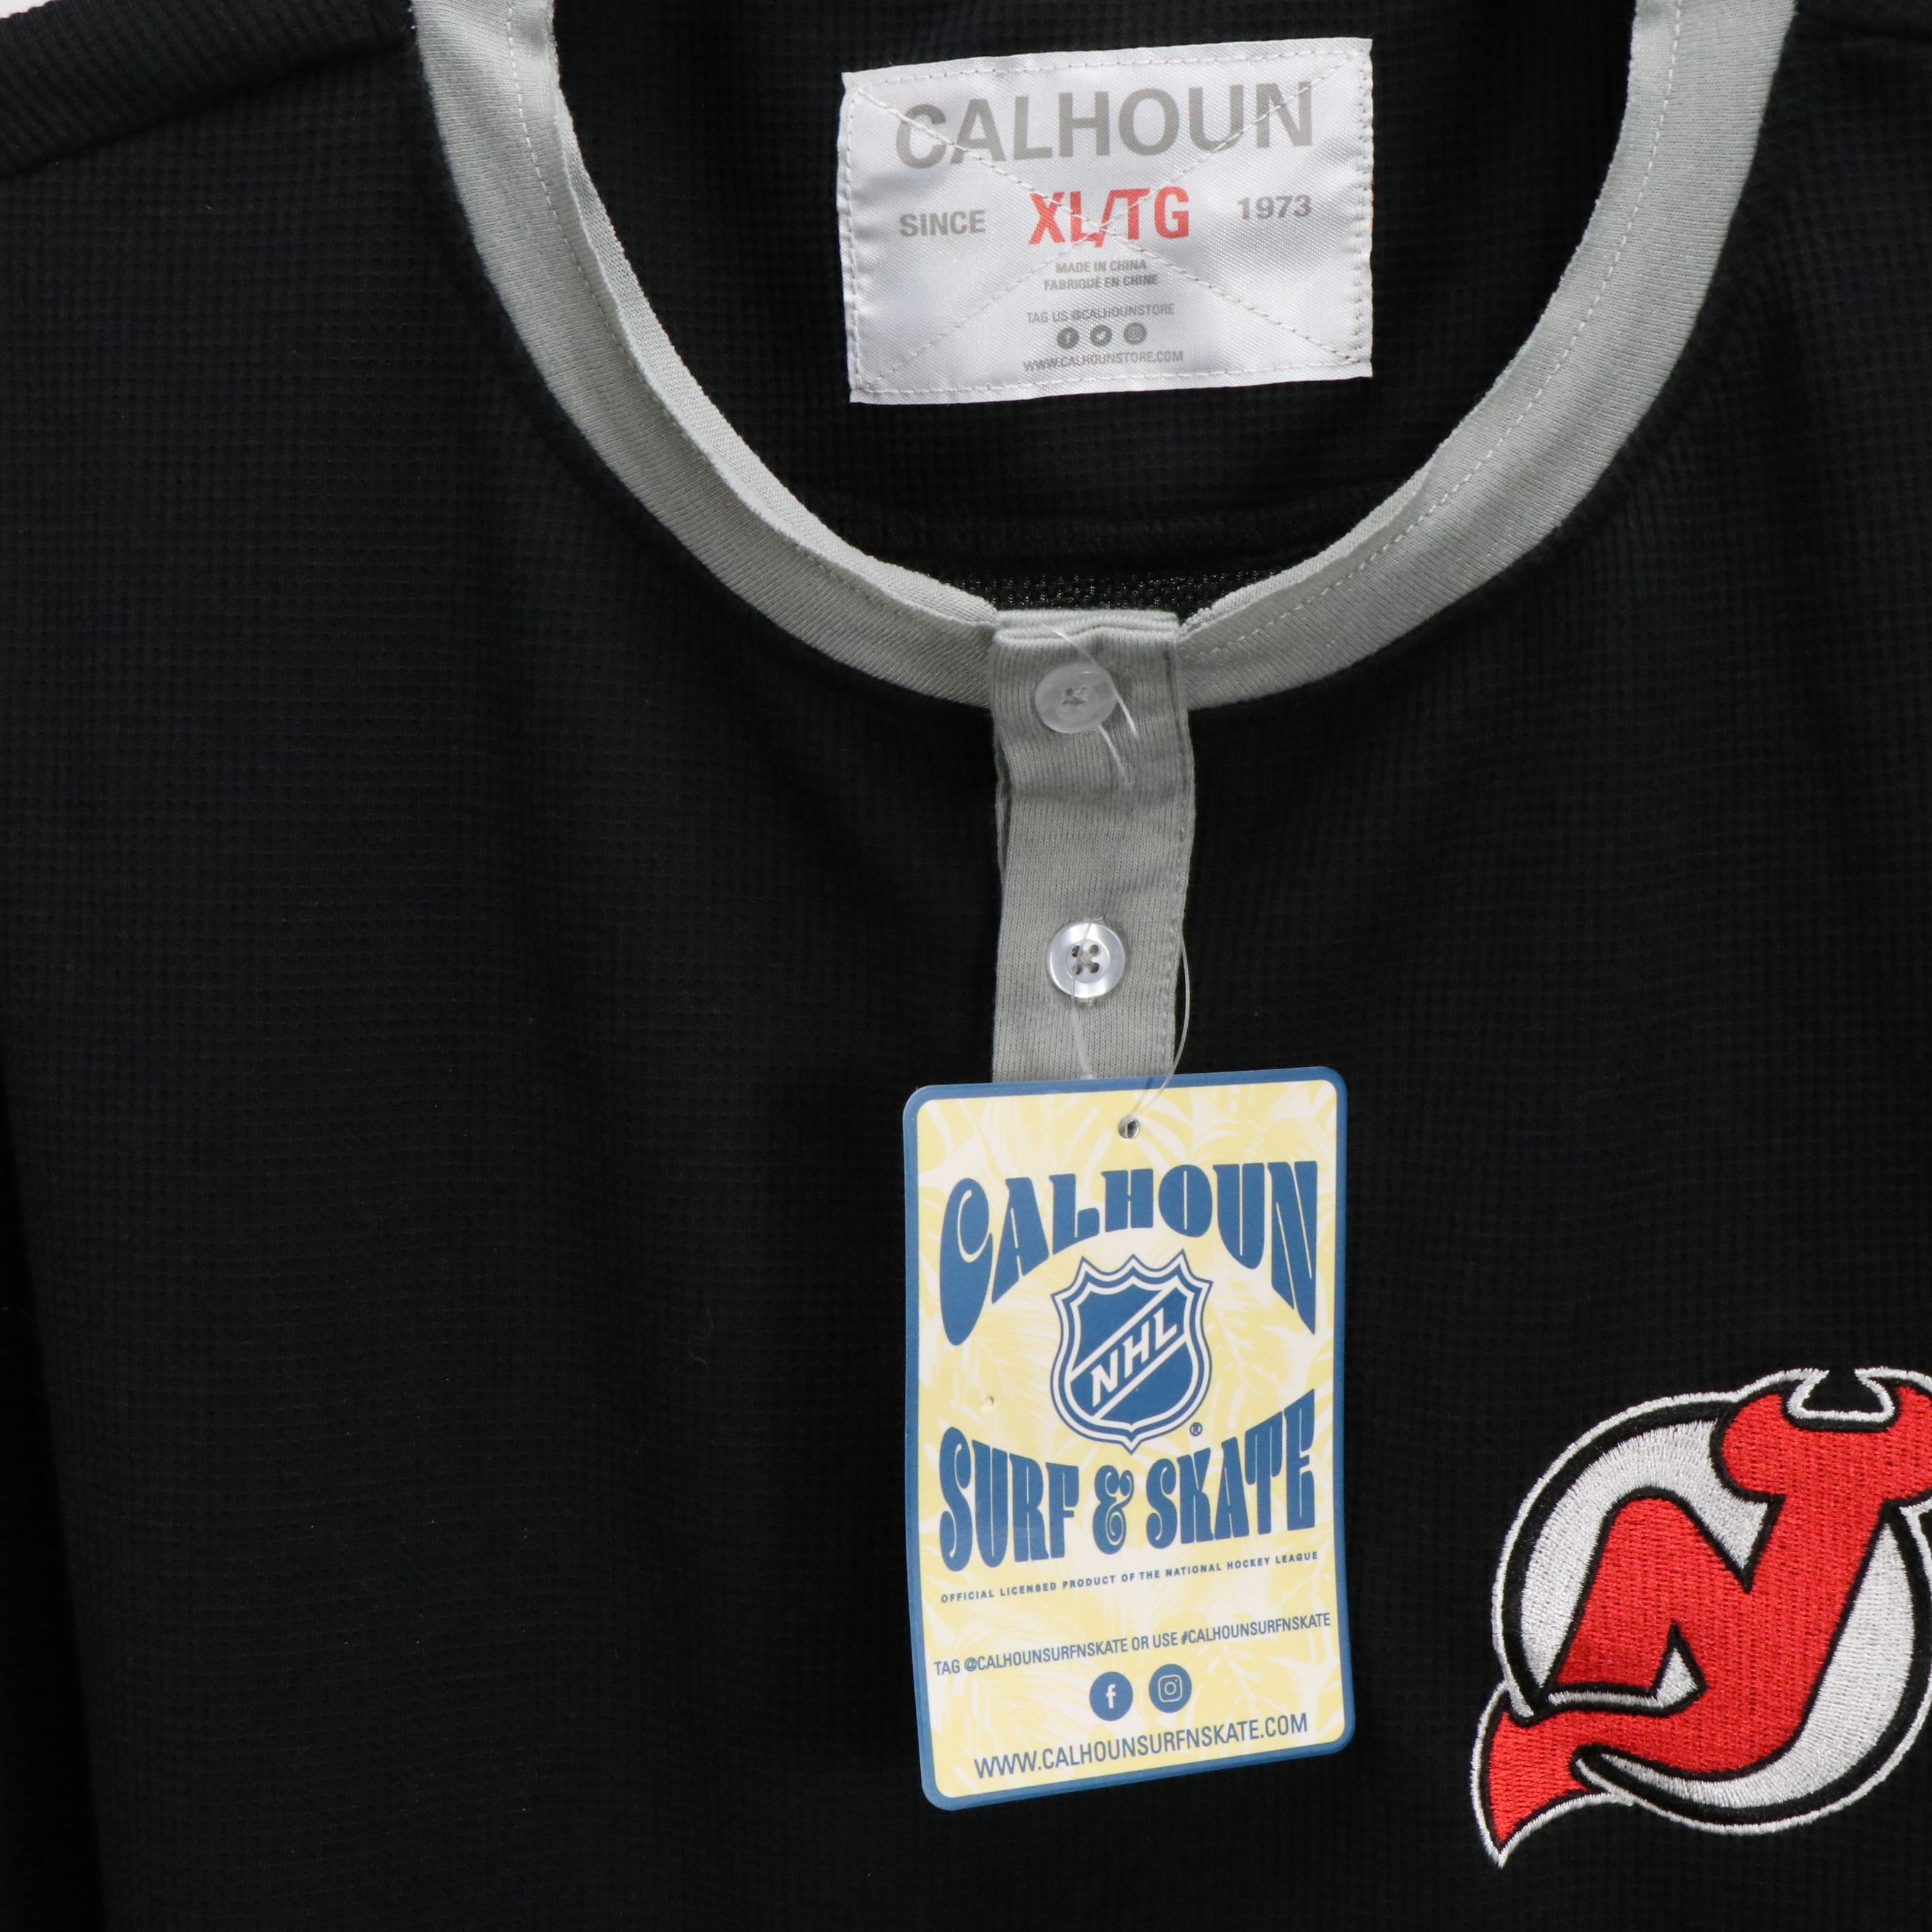 CALHOUN
SINCE XL/TG 1973
MADE IN CHINA
FABRIQUÉ EN CHINE
TAG US @CALHOUNSTORE
WWW.CALHOUNSTORE.COM
CALHOUN
NHL
®
SURF & SKATE
OFFICIAL LICENSED PRODUCT OF THE NATIONAL HOCKEY LEAGUE
TAG @CALHOUNSURFNSKATE OR USE #CALHOUNSURFNSKATE
WWW.CALHOUNSURFNSKATE.COM
NJ